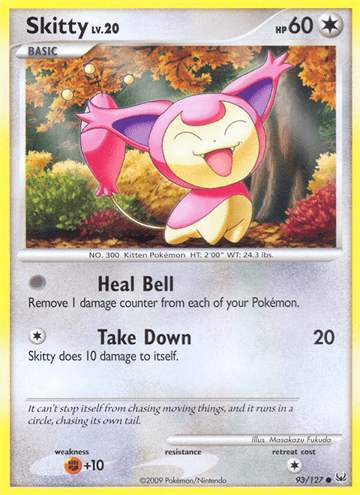 Skitty LV.20 HP 60
BASIC
NO. 300 Kitten Pokémon HT: 2'00" WT: 24.3 lbs.
Heal Bell
Remove 1 damage counter from each of your Pokémon.
Take Down 20
Skitty does 10 damage to itself.
It can't stop itself from chasing moving things, and it runs in
a circle, chasing its own tail.
Illus. Masakazu Fukuda
weakness resistance retreat cost
+10
©2009 Pokémon/Nintendo 93/127